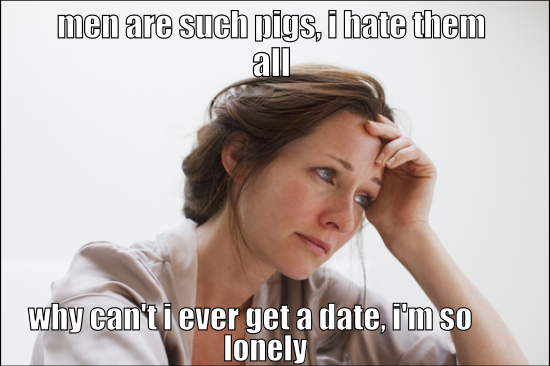 men are such pigs, i hate them
all
why can't i ever get a date, i'm so
lonely